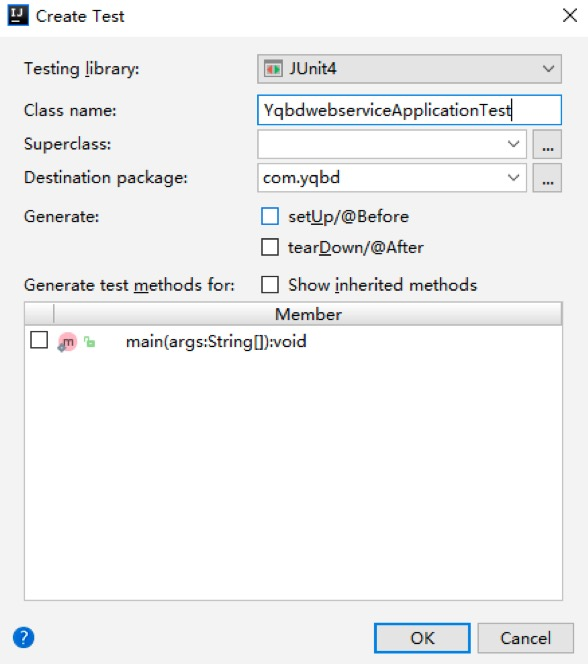 Create Test
Testing library: JUnit4
Class name: YqbdwebserviceApplicationTest
Superclass: ...
Destination package: com.yqbd ...
Generate: setUp/@Before
tearDown/@After
Generate test methods for: Show inherited methods
Member
m main(args:String[]):void
? OK Cancel